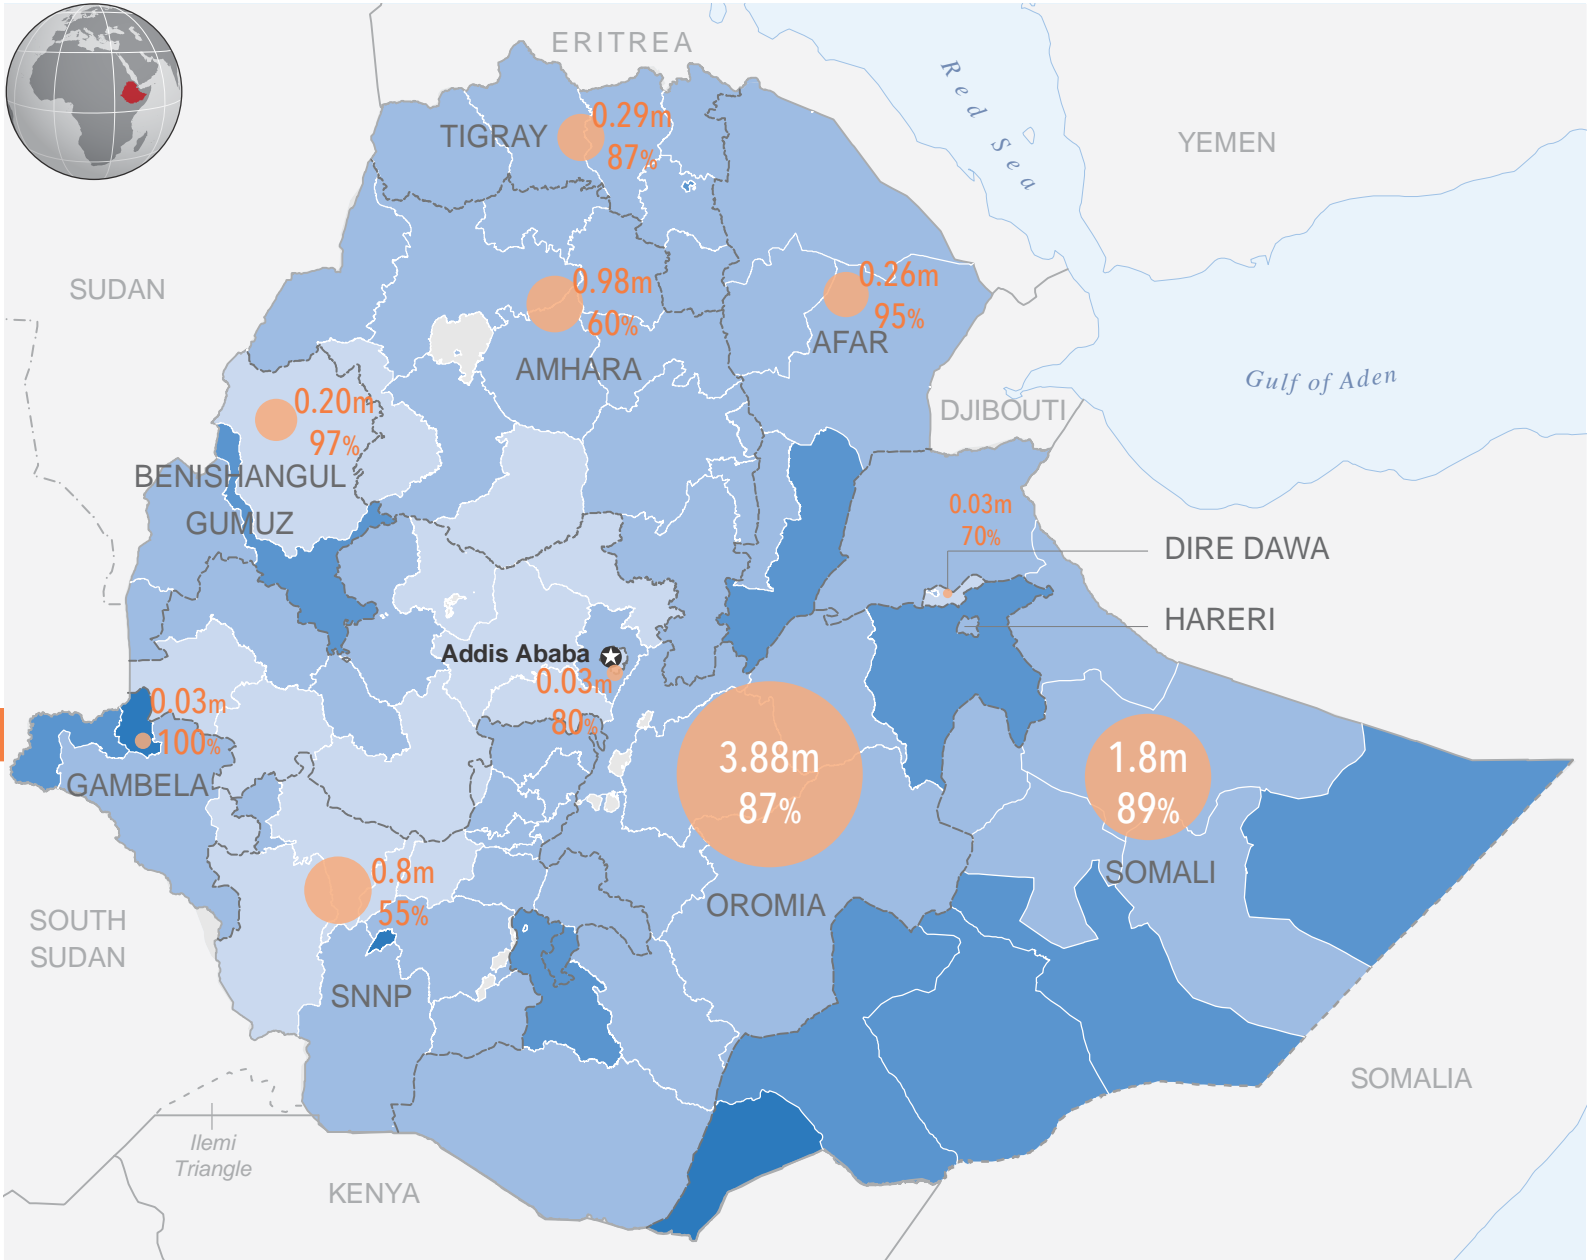 ERITREA
Red Sea
YEMEN
TIGRAY
0.29m
87%
SUDAN
0.98m
60%
AMHARA
0.26m
95%
AFAR
Gulf of Aden
DJIBOUTI
0.20m
97%
BENISHANGUL
GUMUZ
0.03m
70%
DIRE DAWA
HARERI
Addis Ababa
0.03m
80%
0.03m
100%
GAMBELA
3.88m
87%
OROMIA
1.8m
89%
SOMALI
0.8m
55%
SNNP
SOUTH
SUDAN
SOMALIA
Ilemi
Triangle
KENYA